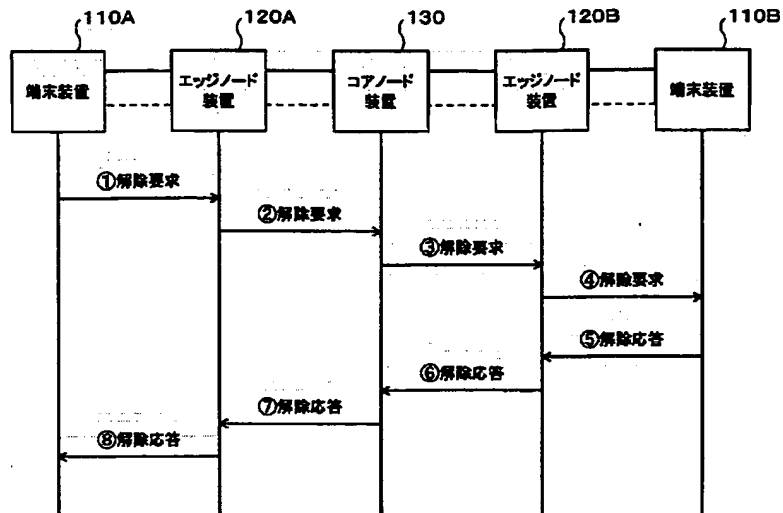 110A
120A
130
120B
110B
端末装置
エッジノード
装置
コアノード
装置
エッジノード
装置
端末装置
①解除要求
②解除要求
③解除要求
④解除要求
⑤解除応答
⑥解除応答
⑦解除応答
⑧解除応答